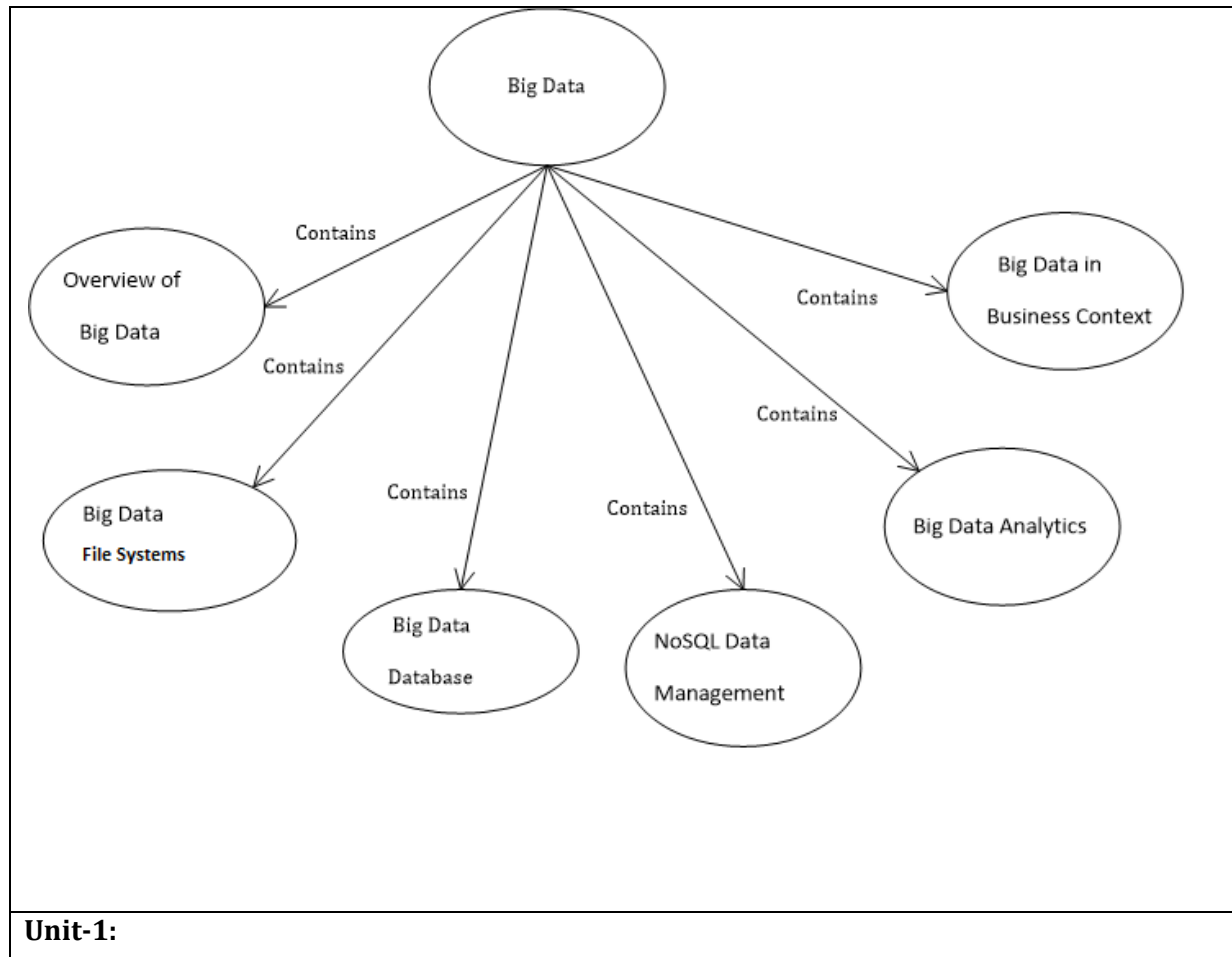 Big Data
Contains
Overview of
Big Data
Contains
Big Data
File Systems
Contains
Big Data
Database
Contains
NoSQL Data
Management
Contains
Big Data Analytics
Contains
Big Data in
Business Context
Unit-1: